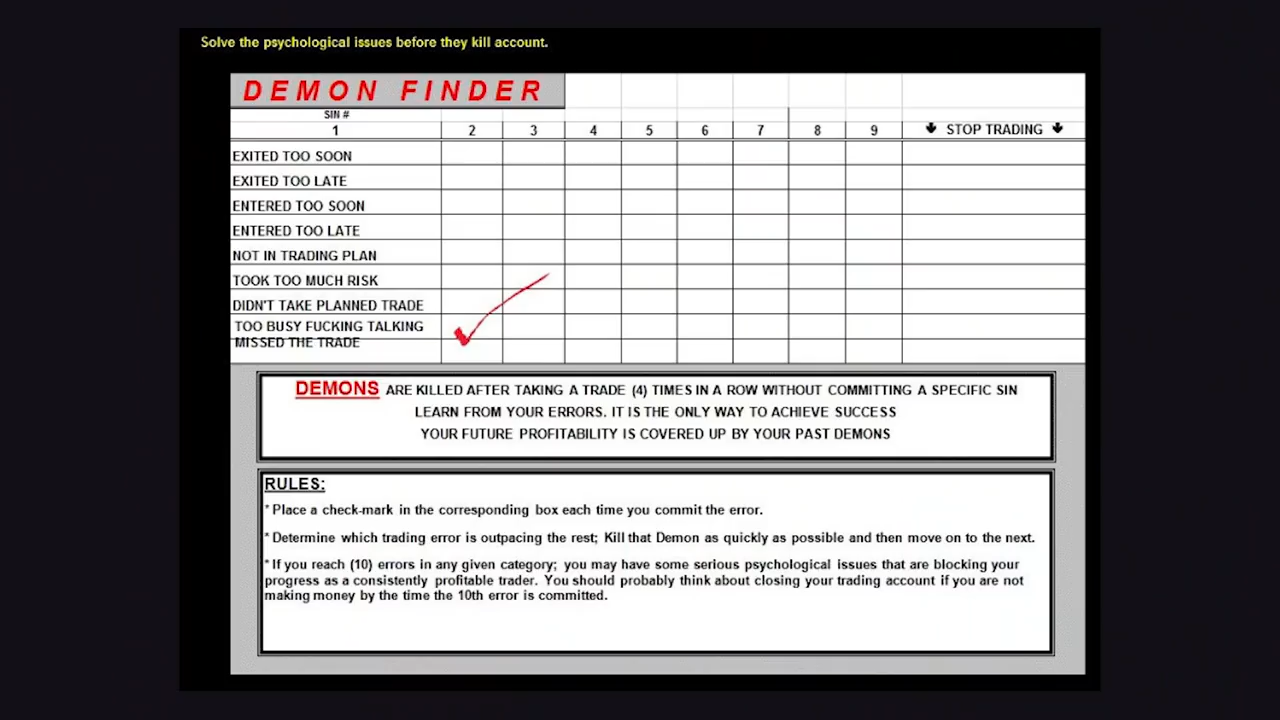 Solve the psychological issues before they kill account.
DEMON FINDER
SIN #
1 2 3 4 5 6 7 8 9 STOP TRADING
EXITED TOO SOON
EXITED TOO LATE
ENTERED TOO SOON
ENTERED TOO LATE
NOT IN TRADING PLAN
TOOK TOO MUCH RISK
DIDN'T TAKE PLANNED TRADE
TOO BUSY FUCKING TALKING
MISSED THE TRADE
DEMONS ARE KILLED AFTER TAKING A TRADE (4) TIMES IN A ROW WITHOUT COMMITTING A SPECIFIC SIN
LEARN FROM YOUR ERRORS. IT IS THE ONLY WAY TO ACHIEVE SUCCESS
YOUR FUTURE PROFITABILITY IS COVERED UP BY YOUR PAST DEMONS
RULES:
* Place a check-mark in the corresponding box each time you commit the error.
* Determine which trading error is outpacing the rest; Kill that Demon as quickly as possible and then move on to the next.
* If you reach (10) errors in any given category; you may have some serious psychological issues that are blocking your
progress as a consistently profitable trader. You should probably think about closing your trading account if you are not
making money by the time the 10th error is committed.